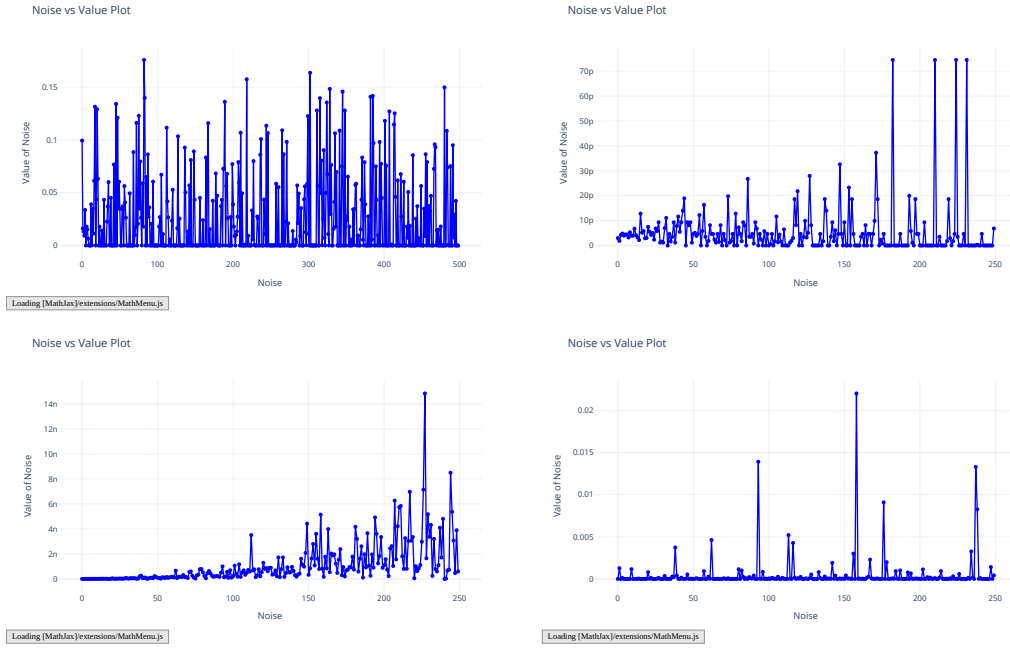 Noise vs Value Plot
0.15
0.1
0.05
0
Value of Noise
0 100 200 300 400 500
Noise
Loading [MathJax]/extensions/MathMenu.js
Noise vs Value Plot
70p
60p
50p
40p
30p
20p
10p
0
Value of Noise
0 50 100 150 200 250
Noise
Noise vs Value Plot
14n
12n
10n
8n
6n
4n
2n
0
Value of Noise
0 50 100 150 200 250
Noise
Loading [MathJax]/extensions/MathMenu.js
Noise vs Value Plot
0.02
0.015
0.01
0.005
0
Value of Noise
0 50 100 150 200 250
Noise
Loading [MathJax]/extensions/MathMenu.js